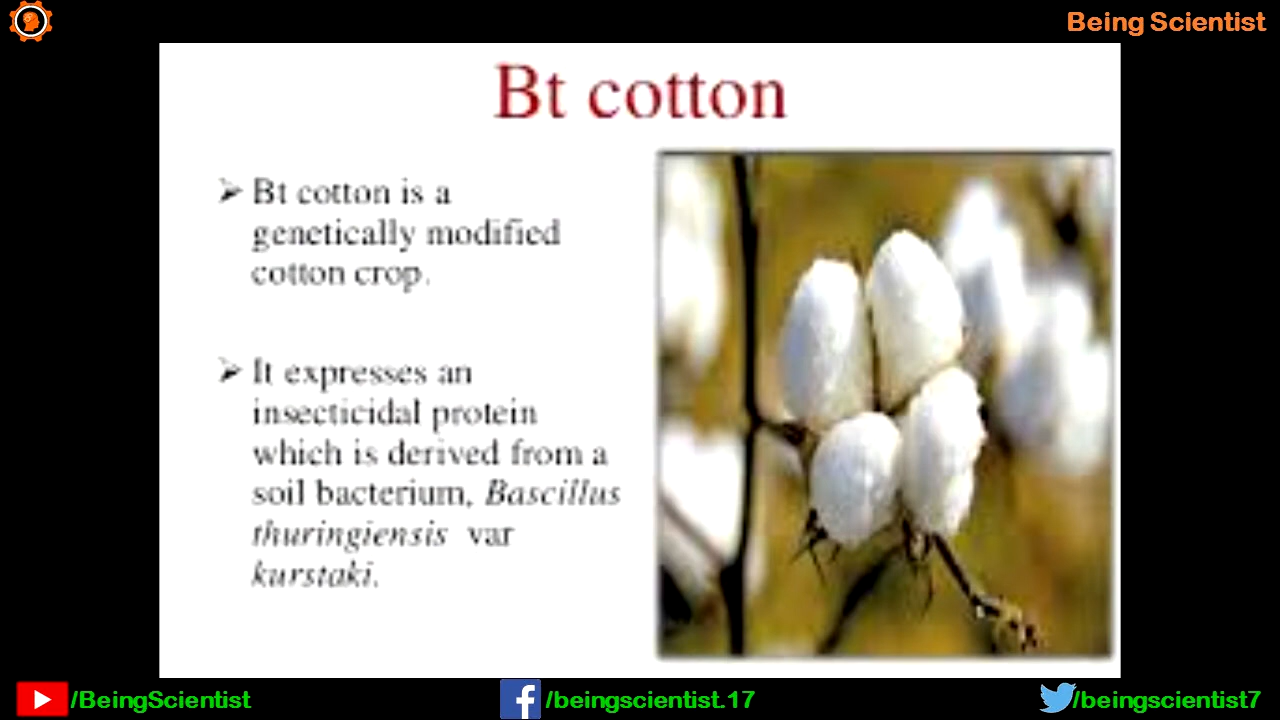 Being Scientist
Bt cotton
➢ Bt cotton is a
genetically modified
cotton crop.
➢ It expresses an
insecticidal protein
which is derived from a
soil bacterium, Bascillus
thuringiensis var
kurstaki.
/BeingScientist
/beingscientist.17
/beingscientist7